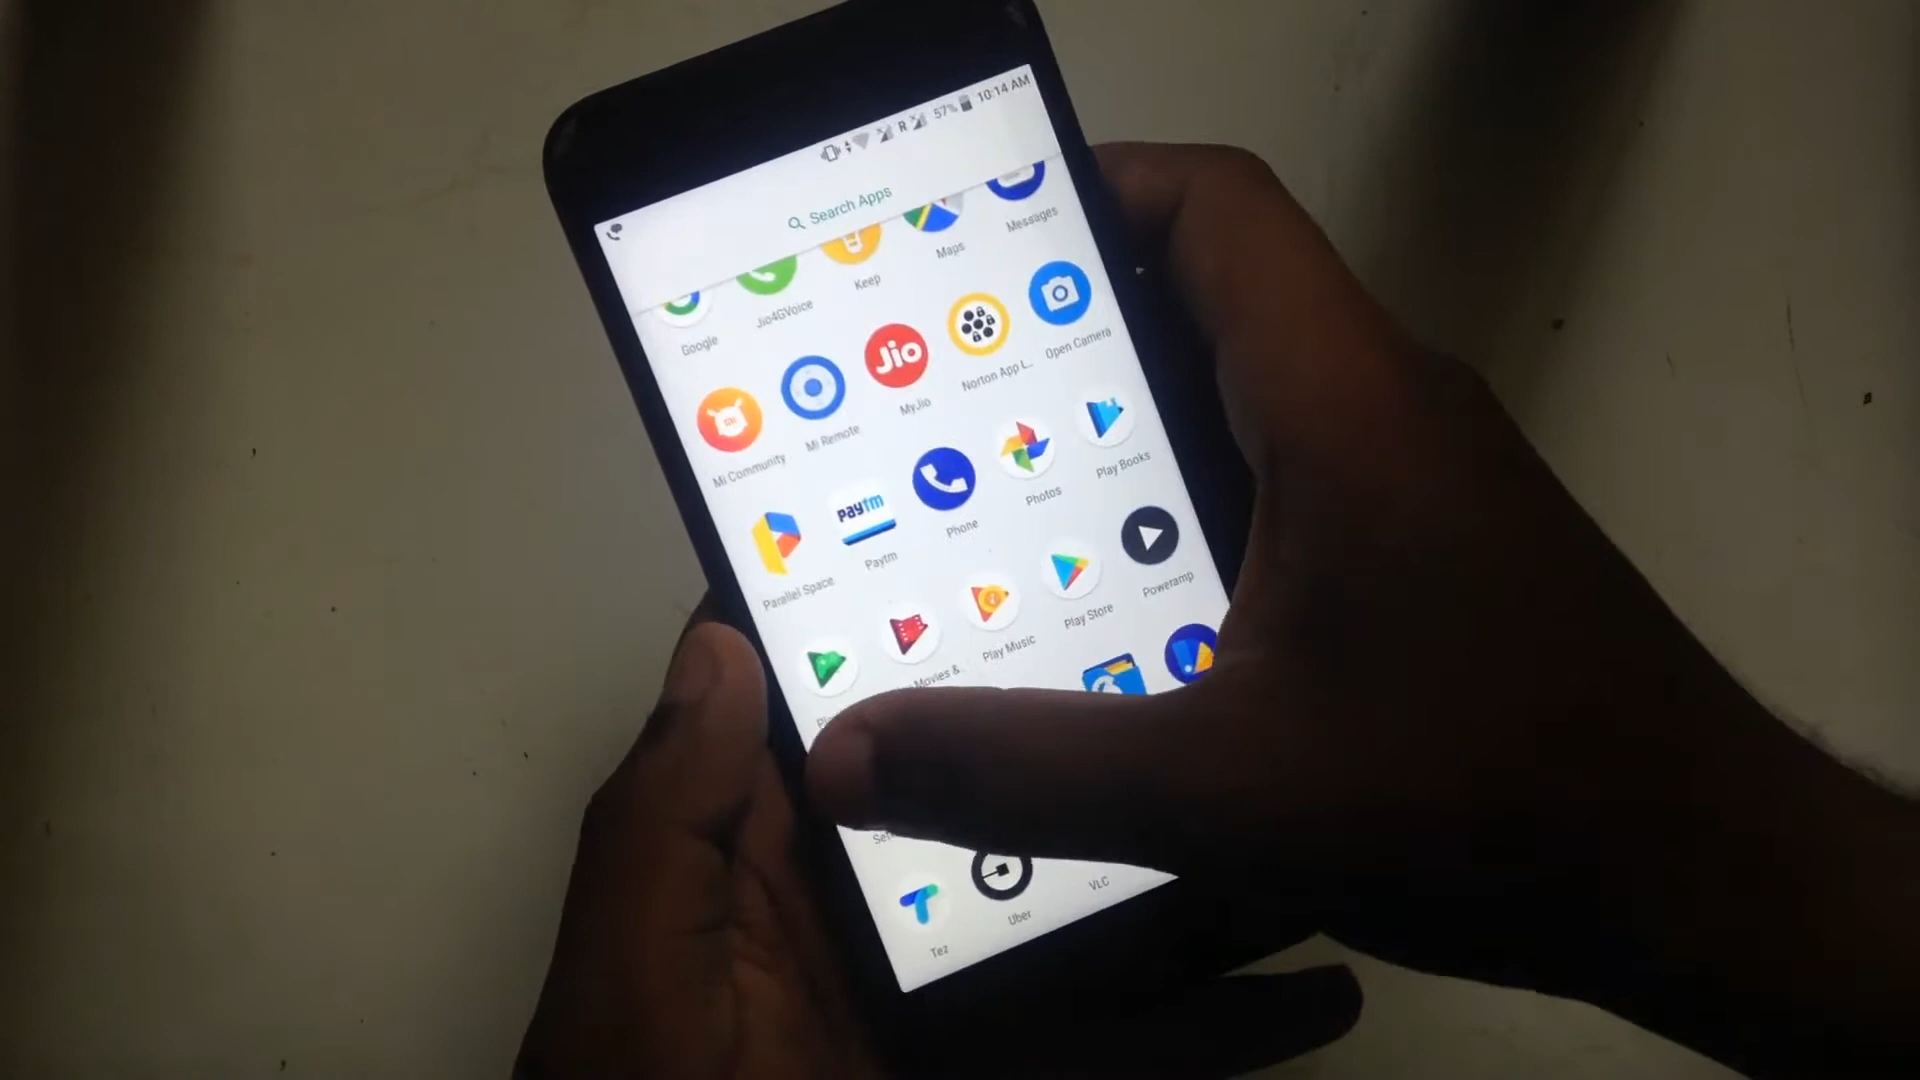 R 57% 10:14 AM
Search Apps
Google Jio4GVoice Keep Maps Messages
Jio
Mi Community Mi Remote MyJio Norton App L.. Open Camera
Paytm
Parallel Space Paytm Phone Photos Play Books
Movies & Play Music Play Store Poweramp
Tez Uber VLC